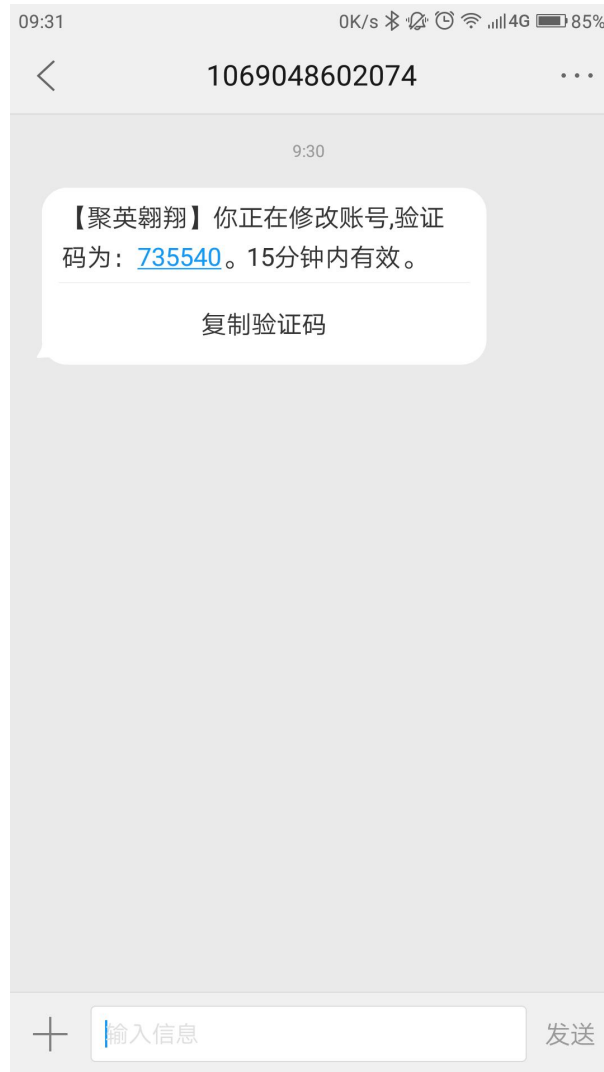 09:31 0K/s 4G 85%
1069048602074
9:30
【聚英翱翔】你正在修改账号,验证
码为：735540。15分钟内有效。
复制验证码
输入信息 发送